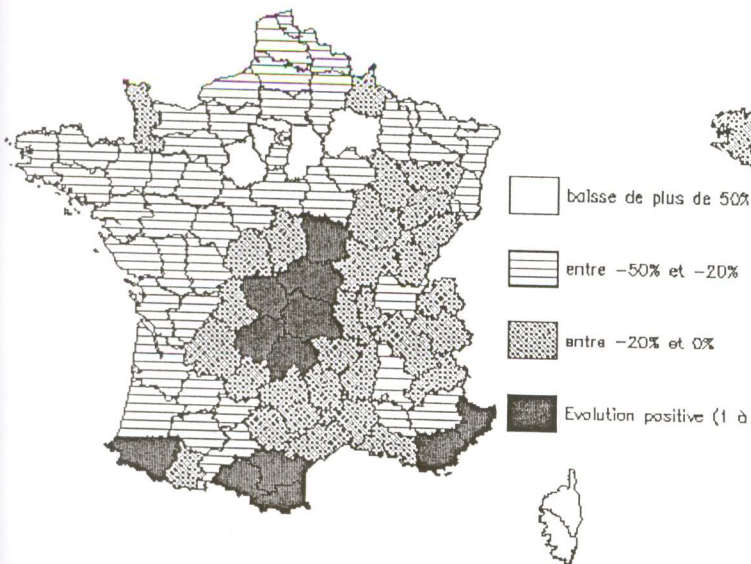 baisse de plus de 50%
entre -50% et -20%
entre -20% et 0%
Evolution positive (1 à